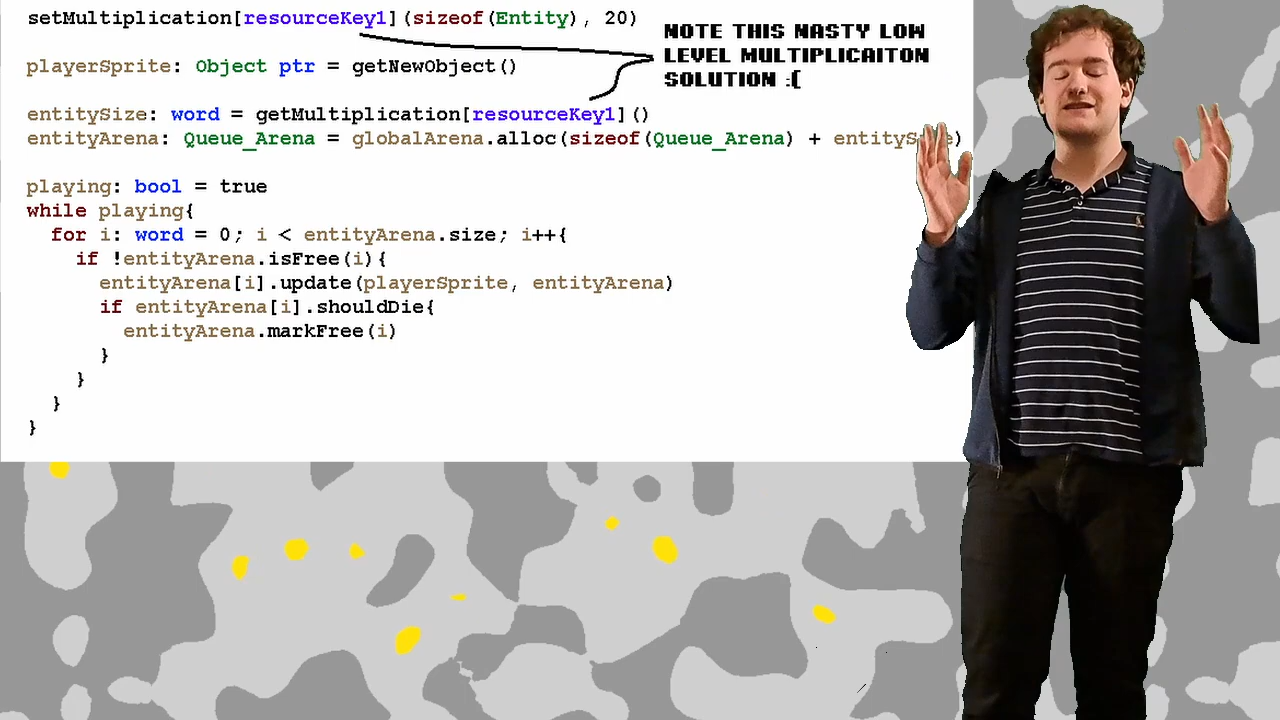 setMultiplication[resourceKey1](sizeof(Entity), 20)
NOTE THIS NASTY LOW
LEVEL MULTIPLICAITON
SOLUTION :(
playerSprite: Object ptr = getNewObject()
entitySize: word = getMultiplication[resourceKey1]()
entityArena: Queue_Arena = globalArena.alloc(sizeof(Queue_Arena) + entitySize)
playing: bool = true
while playing{
for i: word = 0; i < entityArena.size; i++{
if !entityArena.isFree(i){
entityArena[i].update(playerSprite, entityArena)
if entityArena[i].shouldDie{
entityArena.markFree(i)
}
}
}
}